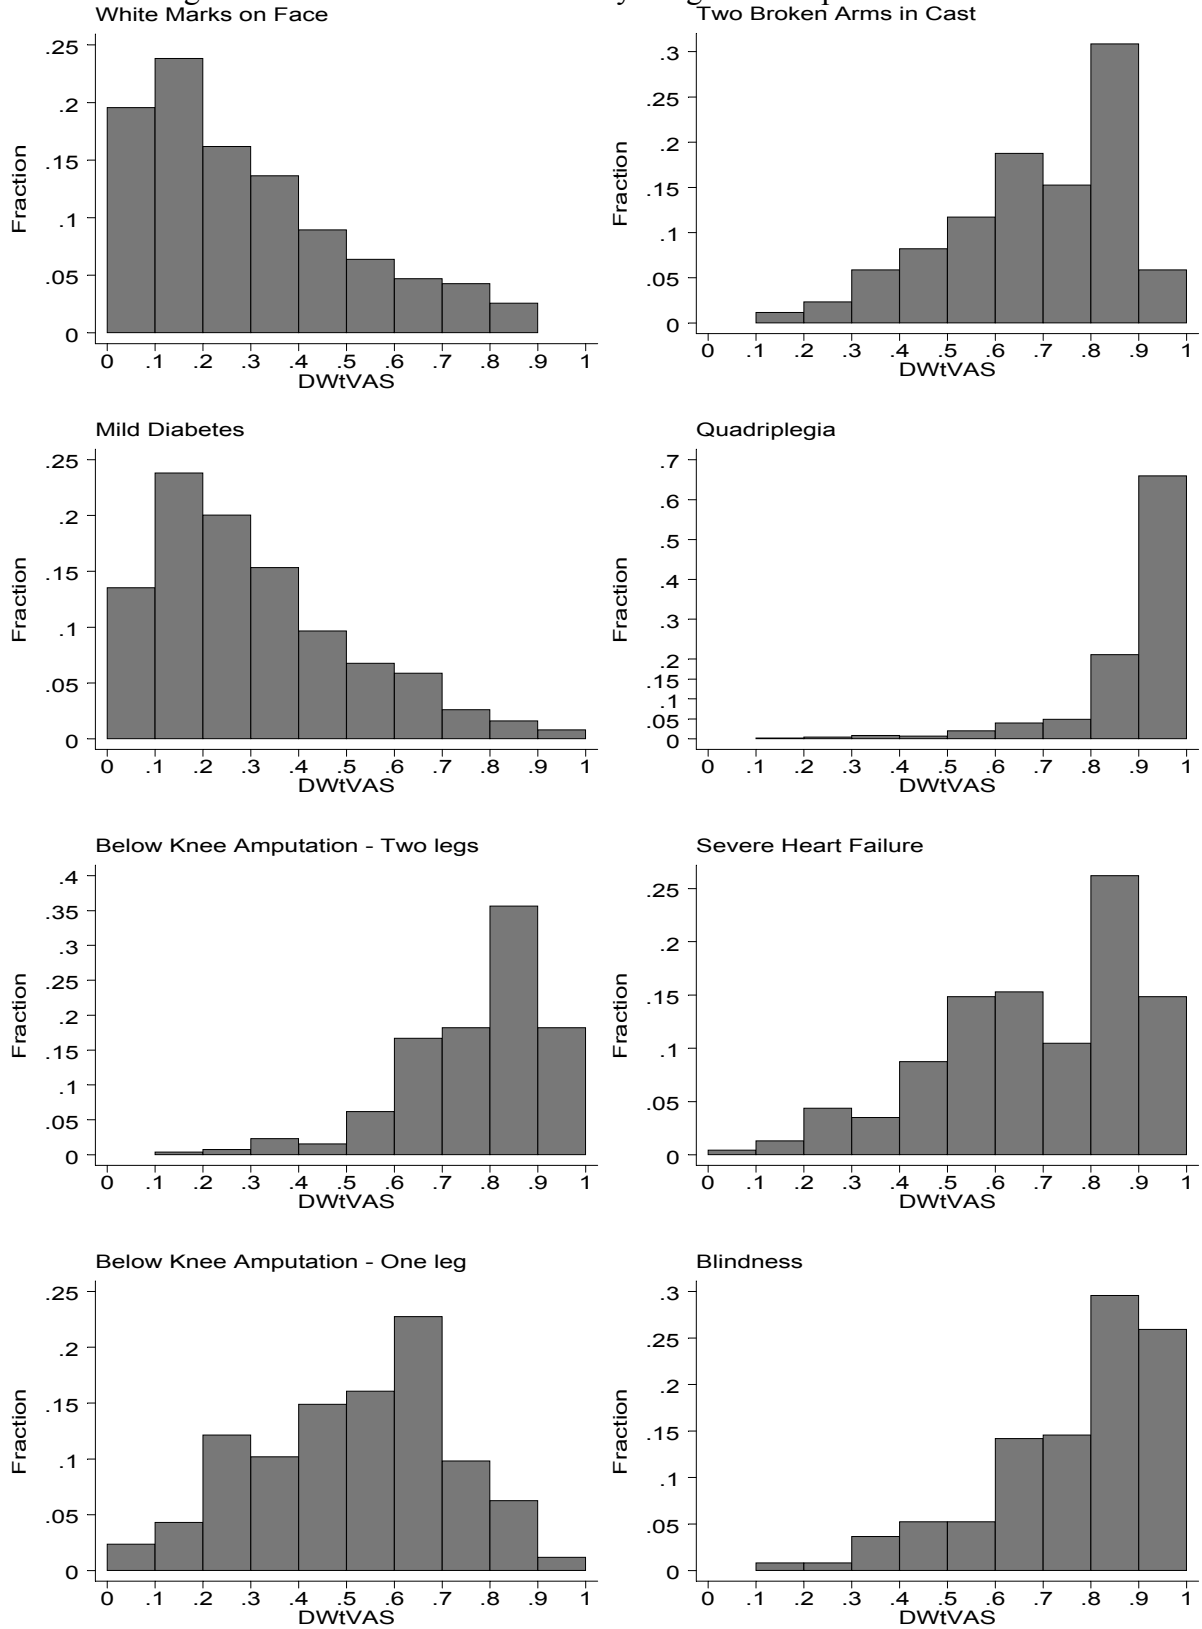 White Marks on Face
Fraction
.25
.2
.15
.1
.05
0
0 .1 .2 .3 .4 .5 .6 .7 .8 .9 1
DWtVAS
Two Broken Arms in Cast
Fraction
.3
.25
.2
.15
.1
.05
0
0 .1 .2 .3 .4 .5 .6 .7 .8 .9 1
DWtVAS
Mild Diabetes
Fraction
.25
.2
.15
.1
.05
0
0 .1 .2 .3 .4 .5 .6 .7 .8 .9 1
DWtVAS
Quadriplegia
Fraction
.7
.6
.5
.4
.3
.2
.15
.1
.05
0
0 .1 .2 .3 .4 .5 .6 .7 .8 .9 1
DWtVAS
Below Knee Amputation - Two legs
Fraction
.4
.35
.3
.25
.2
.15
.1
.05
0
0 .1 .2 .3 .4 .5 .6 .7 .8 .9 1
DWtVAS
Severe Heart Failure
Fraction
.25
.2
.15
.1
.05
0
0 .1 .2 .3 .4 .5 .6 .7 .8 .9 1
DWtVAS
Below Knee Amputation - One leg
Fraction
.25
.2
.15
.1
.05
0
0 .1 .2 .3 .4 .5 .6 .7 .8 .9 1
DWtVAS
Blindness
Fraction
.3
.25
.2
.15
.1
.05
0
0 .1 .2 .3 .4 .5 .6 .7 .8 .9 1
DWtVAS